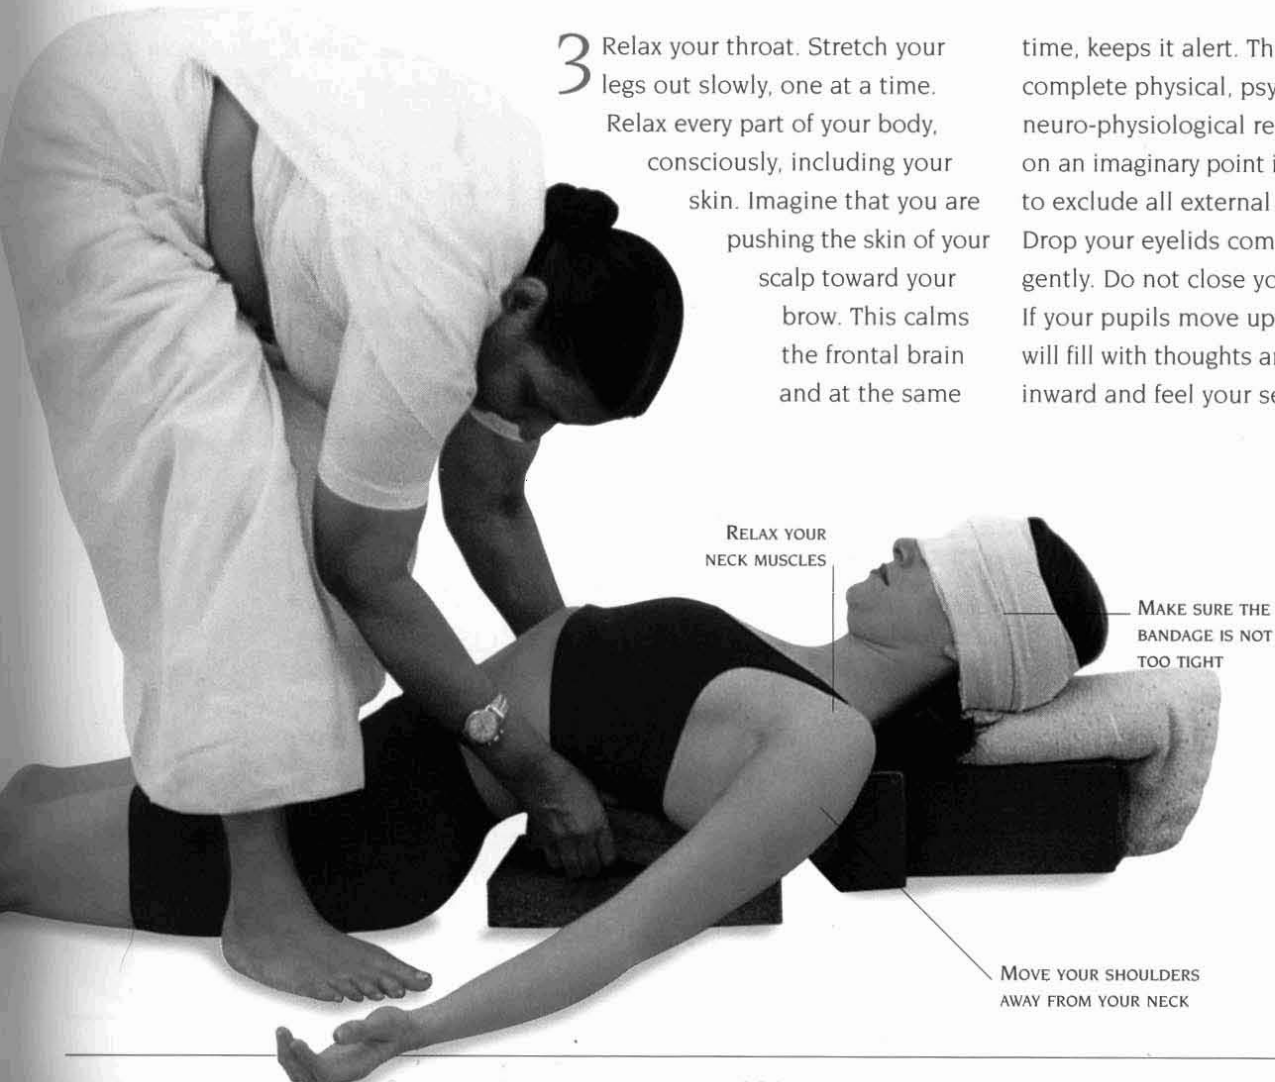 3 Relax your throat. Stretch your
legs out slowly, one at a time.
Relax every part of your body,
consciously, including your
skin. Imagine that you are
pushing the skin of your
scalp toward your
brow. This calms
the frontal brain
and at the same
time, keeps it alert. Th
complete physical, psy
neuro-physiological re
on an imaginary point i
to exclude all external
Drop your eyelids com
gently. Do not close yo
If your pupils move up
will fill with thoughts a
inward and feel your se
RELAX YOUR
NECK MUSCLES
MAKE SURE THE
BANDAGE IS NOT
TOO TIGHT
MOVE YOUR SHOULDERS
AWAY FROM YOUR NECK